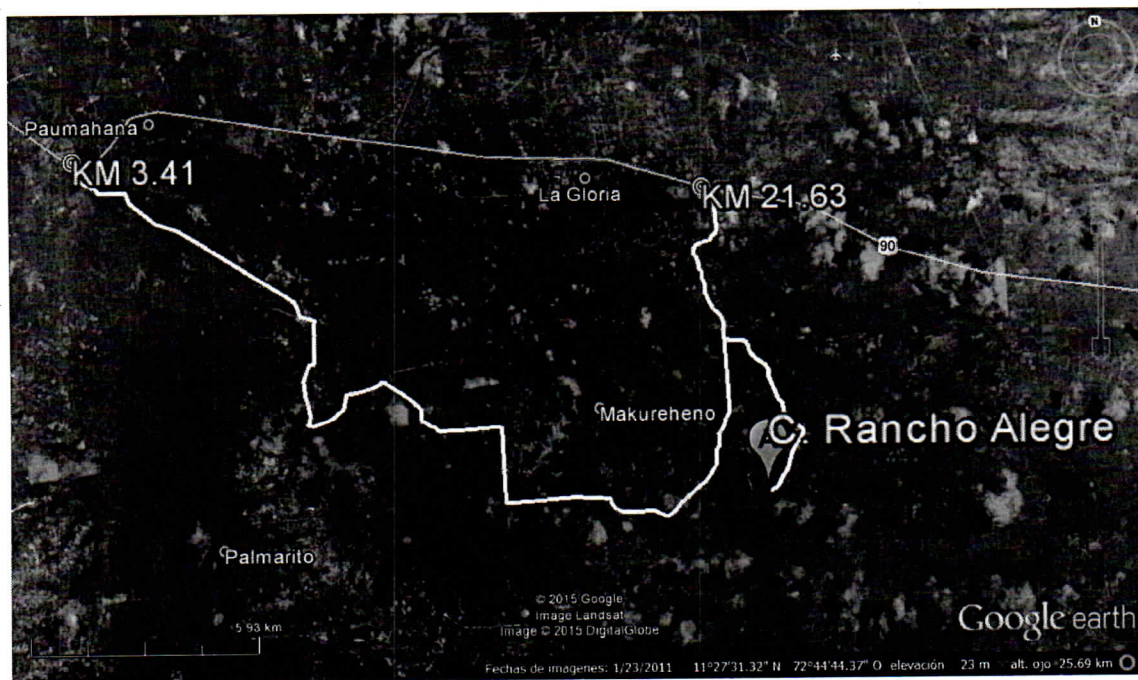 N
Paumahana
KM 3.41
La Gloria
KM 21.63
90
Makureheno
C. Rancho Alegre
Palmarito
5.93 km
© 2015 Google
Image Landsat
Image © 2015 DigitalGlobe
Google earth
Fechas de imágenes: 1/23/2011 11°27'31.32" N 72°44'44.37" O elevación 23 m alt. ojo 25.69 km